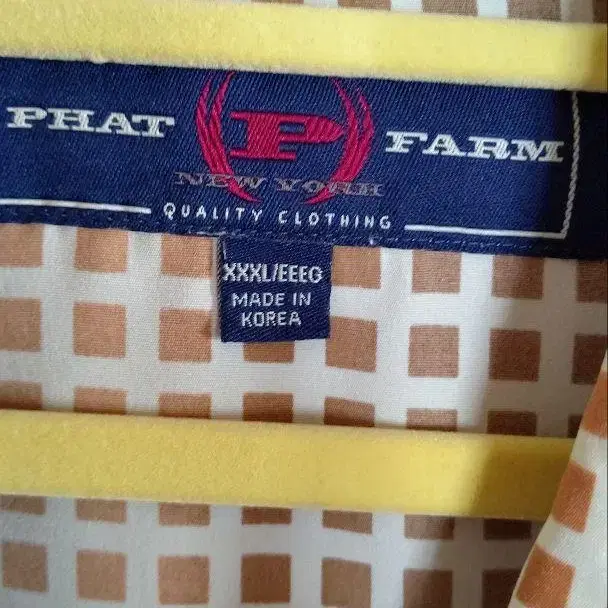 PHAT P FARM
NEW YORK
QUALITY CLOTHING
XXXL/EEEG
MADE IN
KOREA